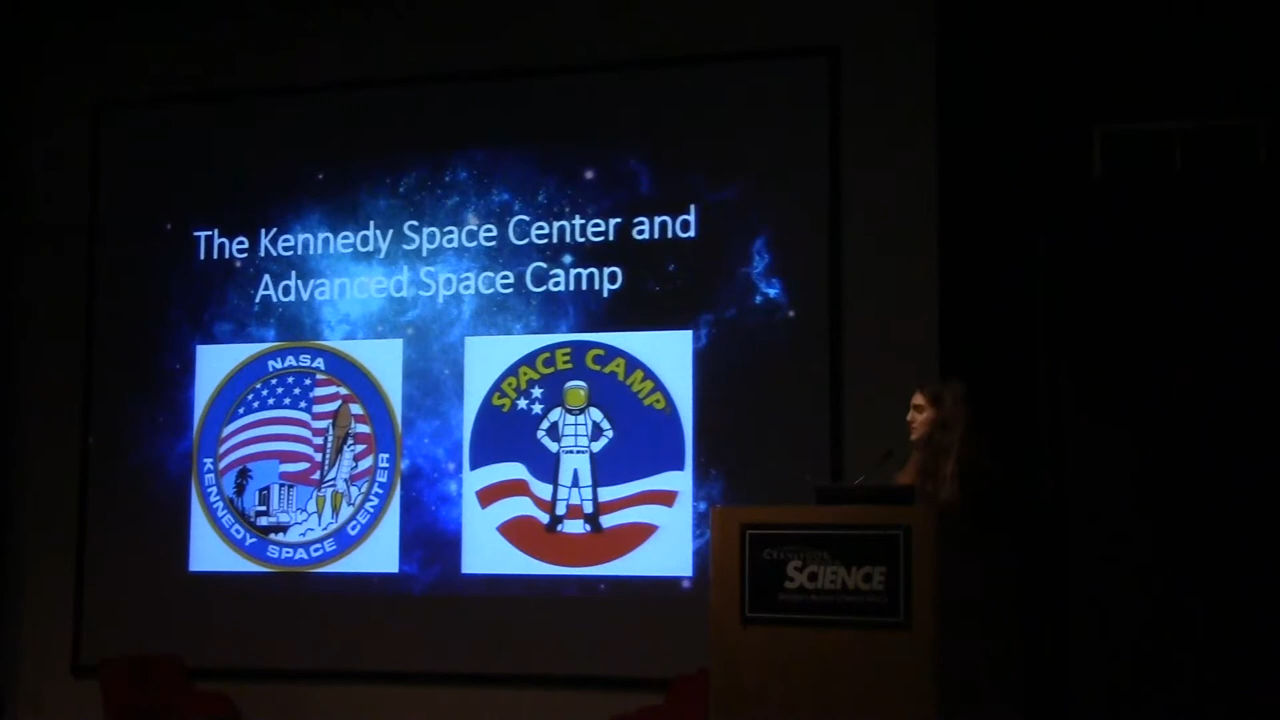 The Kennedy Space Center and
Advanced Space Camp
NASA
KENNEDY SPACE CENTER
SPACE CAMP
SCIENCE